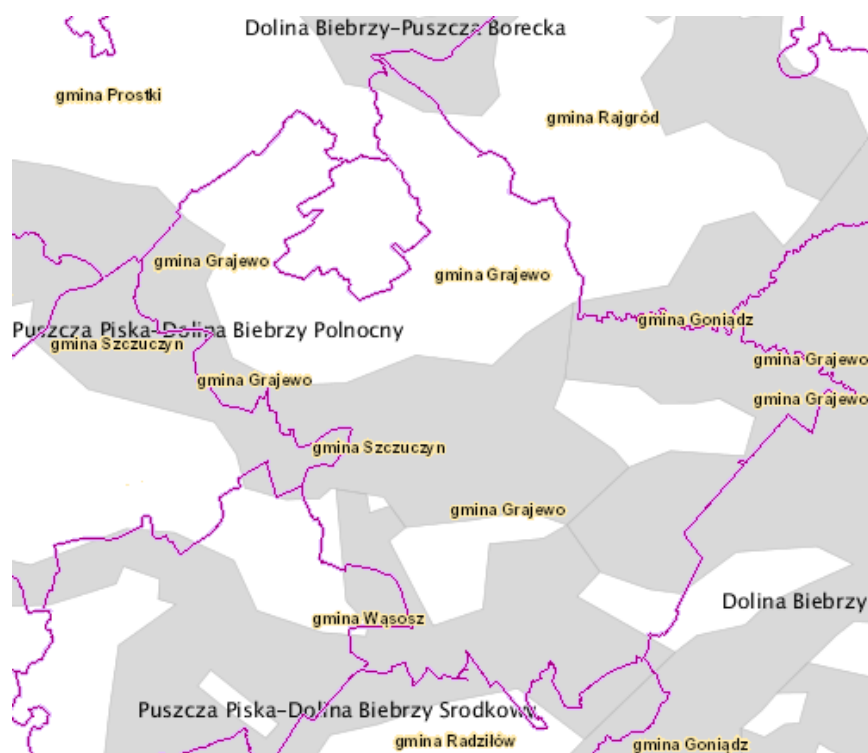 Dolina Biebrzy-Puszcza Borecka
gmina Prostki
gmina Rajgród
gmina Grajewo
gmina Grajewo
gmina Goniądz
Puszcza Piska-Dolina Biebrzy Polnocny
gmina Szczuczyn
gmina Grajewo
gmina Grajewo
gmina Grajewo
gmina Szczuczyn
gmina Grajewo
Dolina Biebrzy
gmina Wąsosz
Puszcza Piska-Dolina Biebrzy Srodkowy
gmina Radziłów
gmina Goniądz